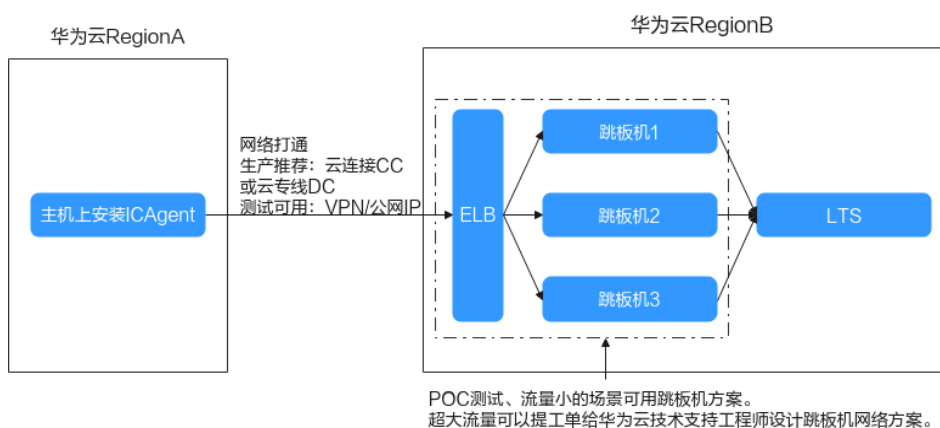 华为云RegionA
华为云RegionB
网络打通
生产推荐：云连接CC
或云专线DC
测试可用：VPN/公网IP
主机上安装ICAgent
ELB
跳板机1
跳板机2
跳板机3
LTS
POC测试、流量小的场景可用跳板机方案。
超大流量可以提工单给华为云技术支持工程师设计跳板机网络方案。